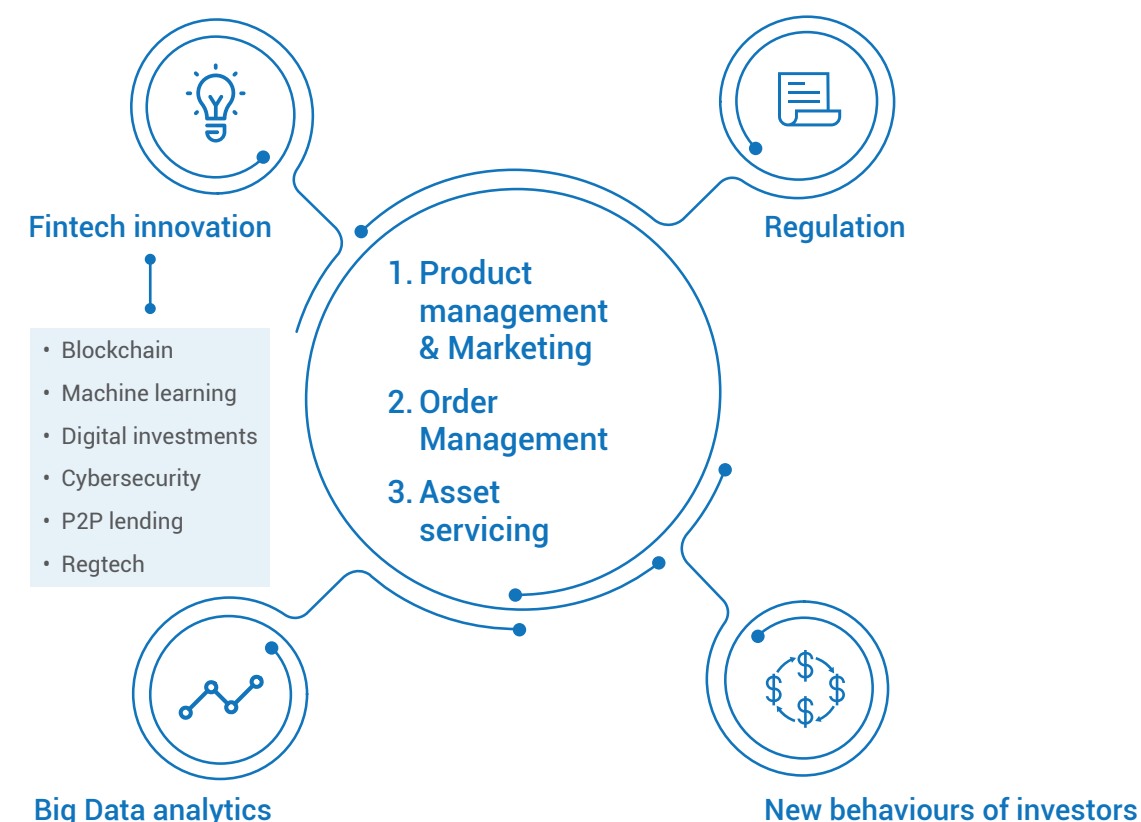 Fintech innovation
Regulation
• Blockchain
• Machine learning
• Digital investments
• Cybersecurity
• P2P lending
• Regtech
1. Product
management
& Marketing
2. Order
Management
3. Asset
servicing
Big Data analytics
New behaviours of investors